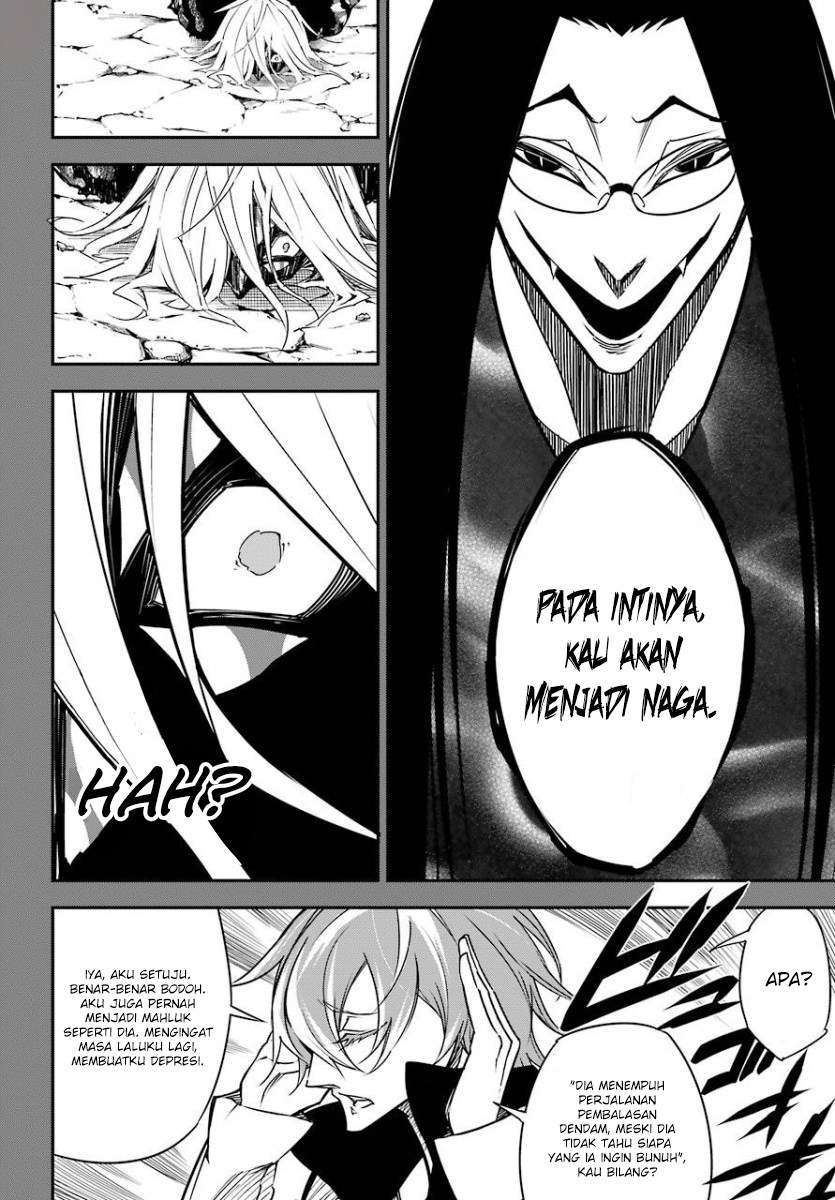 PADA INTINYA,
KAU AKAN
MENJADI NAGA.
HAH?
APA?
"DIA MENEMPUH
PERJALANAN
PEMBALASAN
DENDAM, MESKI DIA
TIDAK TAHU SIAPA
YANG IA INGIN BUNUH",
KAU BILANG?
IYA, AKU SETUJU.
BENAR-BENAR BODOH.
AKU JUGA PERNAH
MENJADI MAHLUK
SEPERTI DIA. MENGINGAT
MASA LALUKU LAGI,
MEMBUATKU DEPRESI.